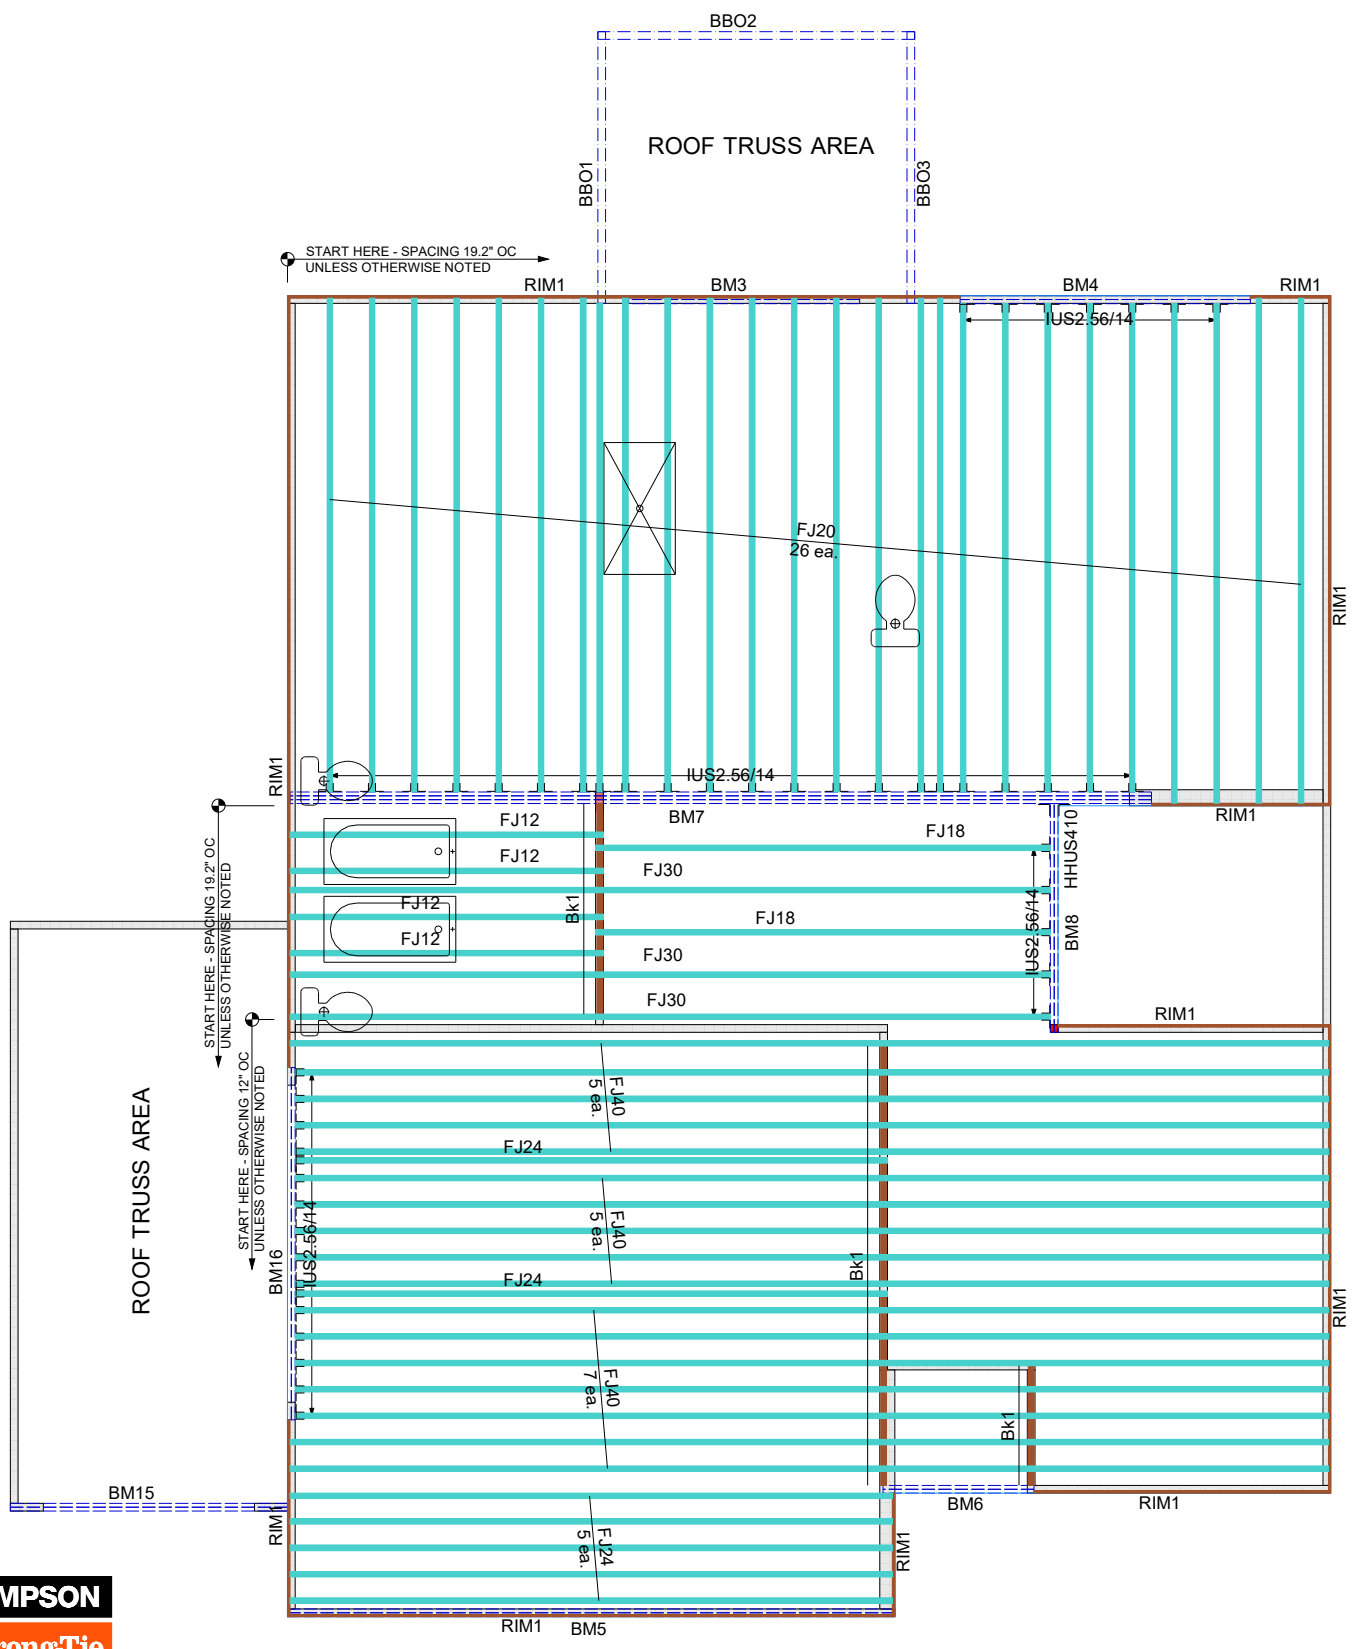 BBO2
ROOF TRUSS AREA
BBO1
BBO3
START HERE - SPACING 19.2" OC
UNLESS OTHERWISE NOTED
RIM1
BM3
BM4
RIM1
IUS2.56/14
FJ20
26 ea.
RIM1
RIM1
IUS2.56/14
BM7
RIM1
FJ12
FJ18
HHUS410
START HERE - SPACING 19.2" OC
UNLESS OTHERWISE NOTED
FJ12
FJ30
Bk1
FJ12
FJ18
IUS2.56/14
BM8
FJ12
FJ30
FJ30
RIM1
START HERE - SPACING 12" OC
UNLESS OTHERWISE NOTED
FJ40
5 ea.
ROOF TRUSS AREA
FJ24
FJ40
5 ea.
IUS2.56/14
BM16
Bk1
FJ24
RIM1
FJ40
7 ea.
Bk1
BM15
BM6
RIM1
RIM1
FJ24
5 ea.
RIM1
RIM1
BM5
MPSON
rongTie